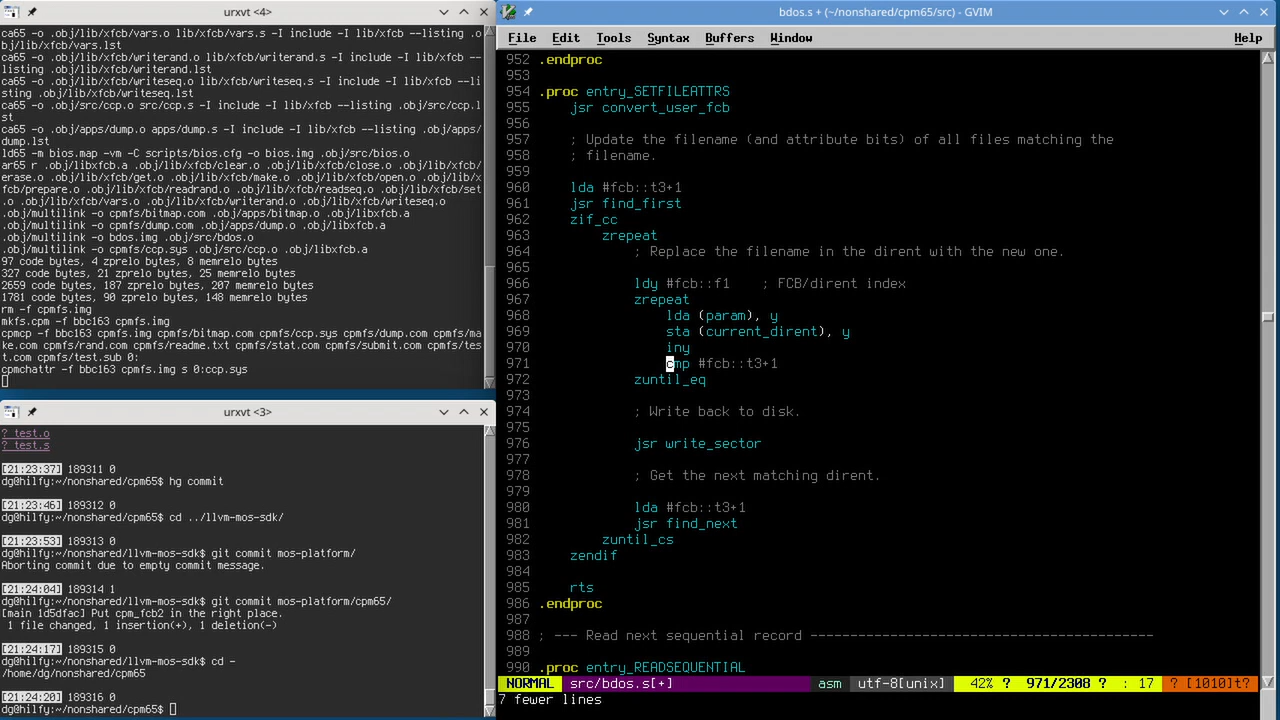 urxvt <4>
ca65 -o .obj/lib/xfcb/vars.o lib/xfcb/vars.s -I include -I lib/xfcb --listing .o
bj/lib/xfcb/vars.lst
ca65 -o .obj/lib/xfcb/writerand.o lib/xfcb/writerand.s -I include -I lib/xfcb --
listing .obj/lib/xfcb/writerand.lst
ca65 -o .obj/lib/xfcb/writeseq.o lib/xfcb/writeseq.s -I include -I lib/xfcb --li
sting .obj/lib/xfcb/writeseq.lst
ca65 -o .obj/src/ccp.o src/ccp.s -I include -I lib/xfcb --listing .obj/src/ccp.l
st
ca65 -o .obj/apps/dump.o apps/dump.s -I include -I lib/xfcb --listing .obj/apps/
dump.lst
ld65 -m bios.map -vm -C scripts/bios.cfg -o bios.img .obj/src/bios.o
ar65 r .obj/libxfcb.a .obj/lib/xfcb/clear.o .obj/lib/xfcb/close.o .obj/lib/xfcb/
erase.o .obj/lib/xfcb/get.o .obj/lib/xfcb/make.o .obj/lib/xfcb/open.o .obj/lib/x
fcb/prepare.o .obj/lib/xfcb/readrand.o .obj/lib/xfcb/readseq.o .obj/lib/xfcb/set
.o .obj/lib/xfcb/vars.o .obj/lib/xfcb/writerand.o .obj/lib/xfcb/writeseq.o
.obj/multilink -o cpmfs/bitmap.com .obj/apps/bitmap.o .obj/libxfcb.a
.obj/multilink -o cpmfs/dump.com .obj/apps/dump.o .obj/libxfcb.a
.obj/multilink -o bdos.img .obj/src/bdos.o
.obj/multilink -o cpmfs/ccp.sys .obj/src/ccp.o .obj/libxfcb.a
97 code bytes, 4 zprelo bytes, 8 memrelo bytes
327 code bytes, 21 zprelo bytes, 25 memrelo bytes
2659 code bytes, 187 zprelo bytes, 207 memrelo bytes
1781 code bytes, 90 zprelo bytes, 148 memrelo bytes
rm -f cpmfs.img
mkfs.cpm -f bbc163 cpmfs.img
cpmcp -f bbc163 cpmfs.img cpmfs/bitmap.com cpmfs/ccp.sys cpmfs/dump.com cpmfs/ma
ke.com cpmfs/rand.com cpmfs/readme.txt cpmfs/stat.com cpmfs/submit.com cpmfs/tes
t.com cpmfs/test.sub 0:
cpmchattr -f bbc163 cpmfs.img s 0:ccp.sys
urxvt <3>
? test.o
? test.s
[21:23:37] 189311 0
dg@hilfy:~/nonshared/cpm65$ hg commit
[21:23:46] 189312 0
dg@hilfy:~/nonshared/cpm65$ cd ../llvm-mos-sdk/
[21:23:53] 189313 0
dg@hilfy:~/nonshared/llvm-mos-sdk$ git commit mos-platform/
Aborting commit due to empty commit message.
[21:24:04] 189314 1
dg@hilfy:~/nonshared/llvm-mos-sdk$ git commit mos-platform/cpm65/
[main 1d5dfac] Put cpm_fcb2 in the right place.
 1 file changed, 1 insertion(+), 1 deletion(-)
[21:24:17] 189315 0
dg@hilfy:~/nonshared/llvm-mos-sdk$ cd -
/home/dg/nonshared/cpm65
[21:24:20] 189316 0
dg@hilfy:~/nonshared/cpm65$
bdos.s + (~/nonshared/cpm65/src) - GVIM
File Edit Tools Syntax Buffers Window Help
952 .endproc
953
954 .proc entry_SETFILEATTRS
955     jsr convert_user_fcb
956
957     ; Update the filename (and attribute bits) of all files matching the
958     ; filename.
959
960     lda #fcb::t3+1
961     jsr find_first
962     zif_cc
963         zrepeat
964             ; Replace the filename in the dirent with the new one.
965
966             ldy #fcb::f1    ; FCB/dirent index
967             zrepeat
968                 lda (param), y
969                 sta (current_dirent), y
970                 iny
971                 cmp #fcb::t3+1
972             zuntil_eq
973
974             ; Write back to disk.
975
976             jsr write_sector
977
978             ; Get the next matching dirent.
979
980             lda #fcb::t3+1
981             jsr find_next
982         zuntil_cs
983     zendif
984
985     rts
986 .endproc
987
988 ; --- Read next sequential record -------------------------------------------
989
990 .proc entry_READSEQUENTIAL
NORMAL src/bdos.s[+] asm utf-8[unix] 42% ? 971/2308 ? : 17 ? [1010]t?
7 fewer lines